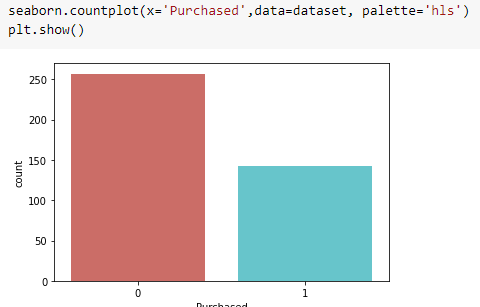 seaborn.countplot(x='Purchased',data=dataset, palette='hls')
plt.show()
250
200
150
100
50
0
count
0 1
Purchased